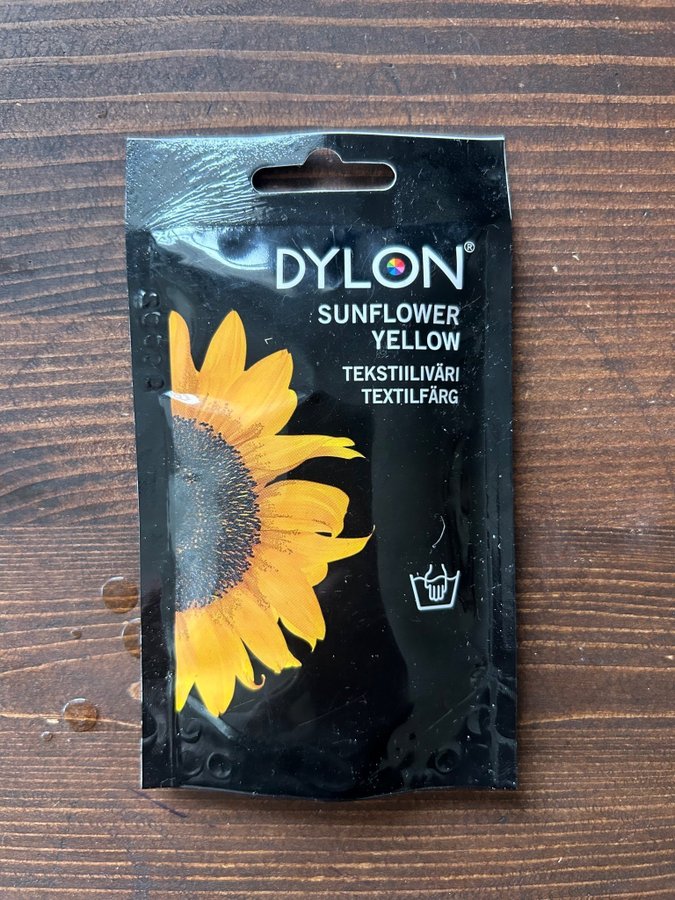 DYLON®
SUNFLOWER
YELLOW
TEKSTIILIVÄRI
TEXTILFÄRG